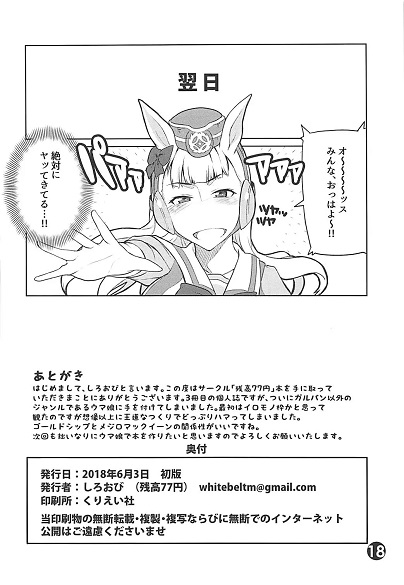 翌日
オ～～～～ッス
みんな、おっはよ～!!
パァァァ
アァァァ
ツヤッ
ツヤ
絶対に
ヤッてきてる…!!
あとがき
はじめまして、しろおびと言います。この度はサークル「残高77円」本を手に取って
いただきまことにありがとうございます。3冊目の個人誌ですが、ついにガルパン以外の
ジャンルであるウマ娘に手を付けてしまいました。最初はイロモノ枠かと思って
観たのですが想像以上に王道なつくりでどっぷりハマってしまいました。
ゴールドシップとメジロマックイーンの関係性がいいですね。
次回も拙いなりにウマ娘で本を作りたいと思いますのでよろしくお願いいたします。
奥付
発行日：2018年6月3日　初版
発行者：しろおび　（残高77円）　whitebeltm@gmail.com
印刷所：くりえい社
当印刷物の無断転載・複製・複写ならびに無断でのインターネット
公開はご遠慮くださいませ
18